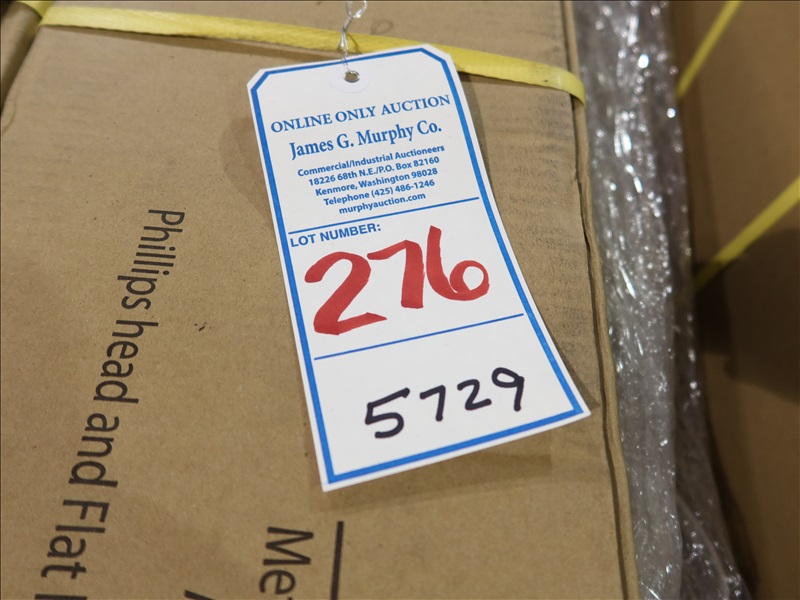 ONLINE ONLY AUCTION
James G. Murphy Co.
Commercial/Industrial Auctioneers
18226 68th N.E./P.O. Box 82160
Kenmore, Washington 98028
Telephone (425) 486-1246
murphyauction.com
LOT NUMBER:
276
5729
Phillips head and Flat
Me